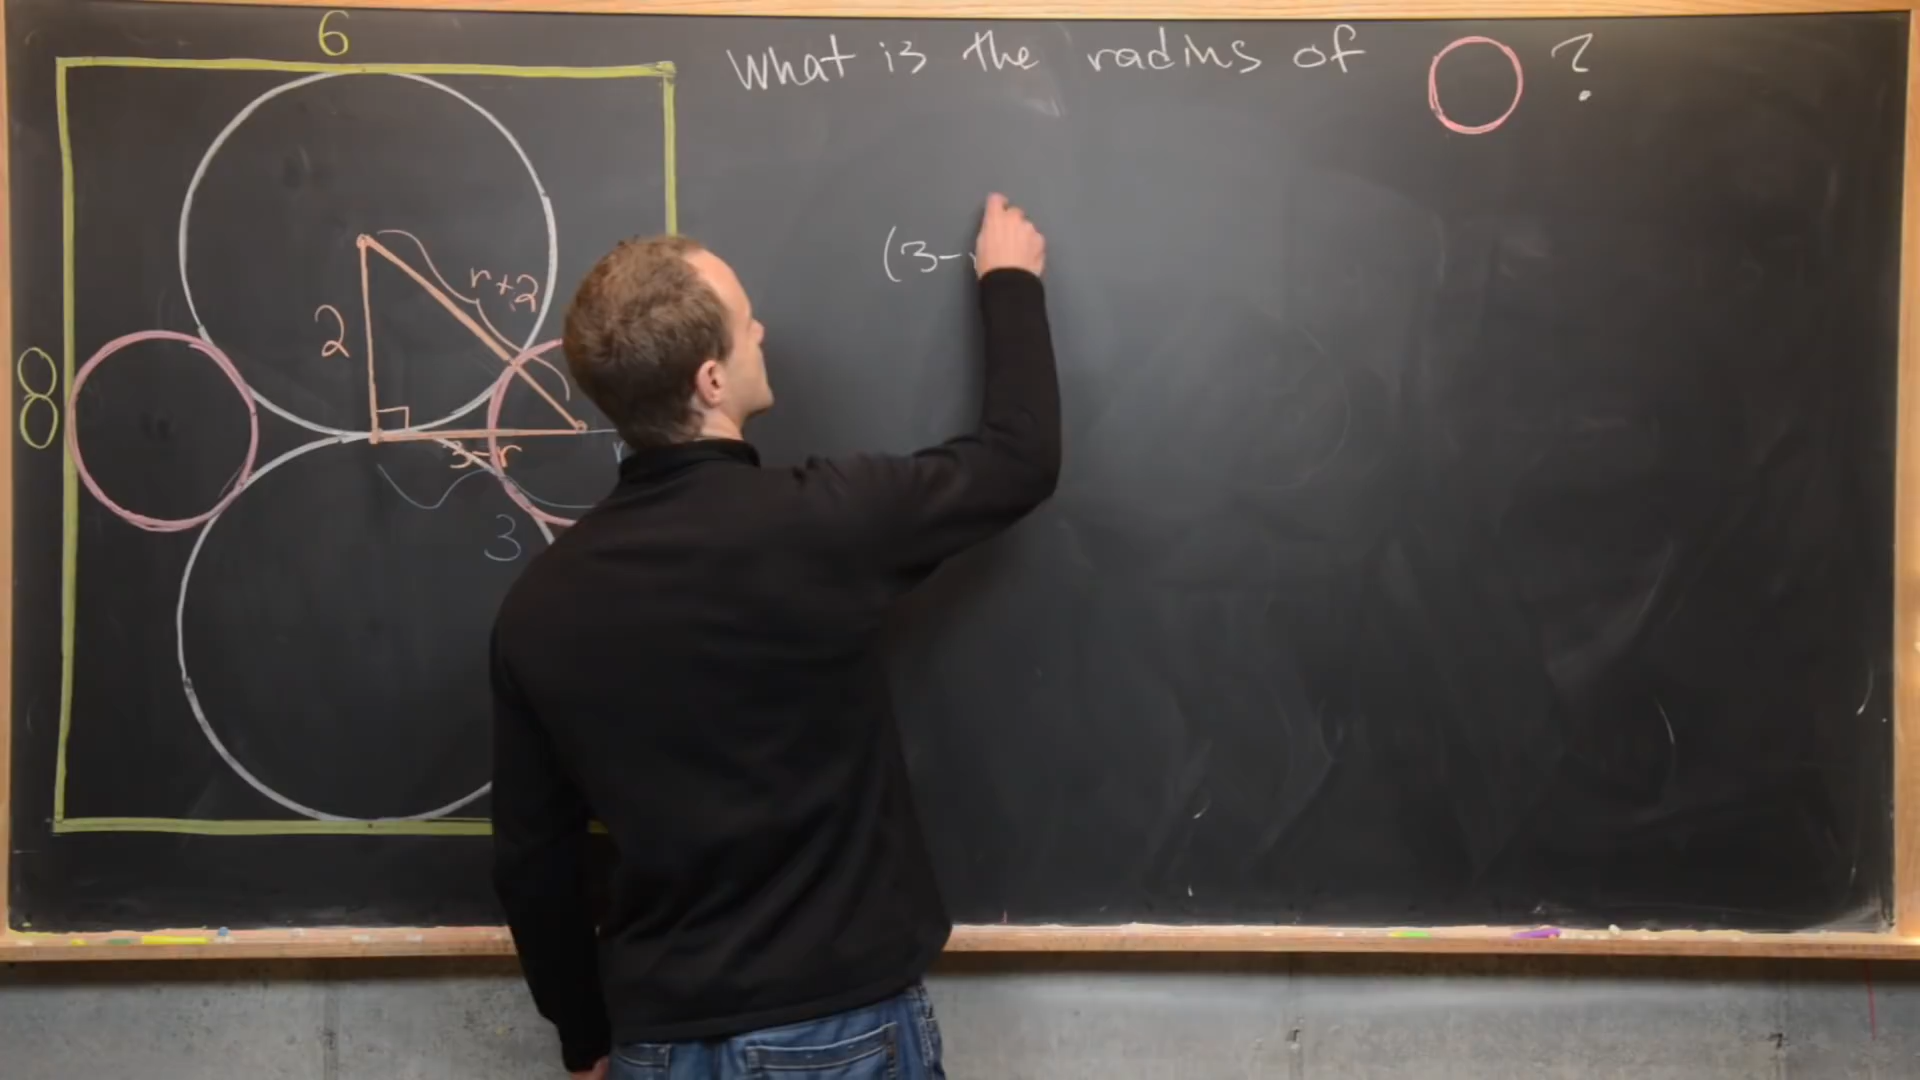 6
What is the radius of ?
(3-
r+2
2
8
3-r
3